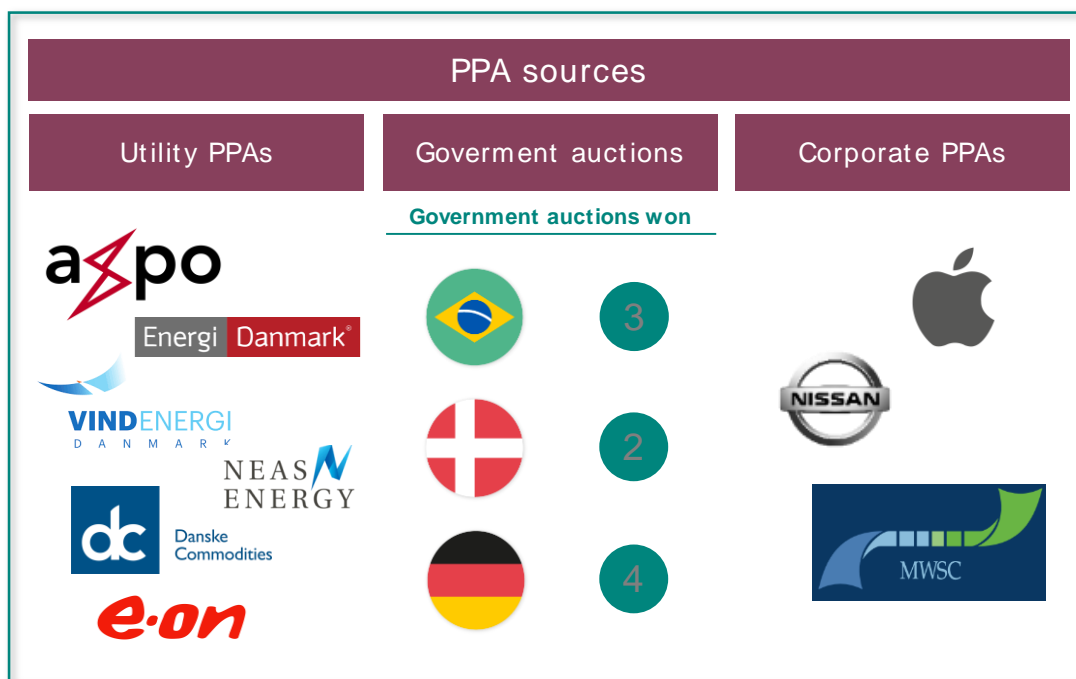 PPA sources
Utility PPAs
Goverment auctions
Corporate PPAs
Government auctions won
axpo
Energi Danmark®
VINDENERGI
DANMARK
NEAS
ENERGY
dc
Danske
Commodities
e·on
3
2
4
NISSAN
MWSC